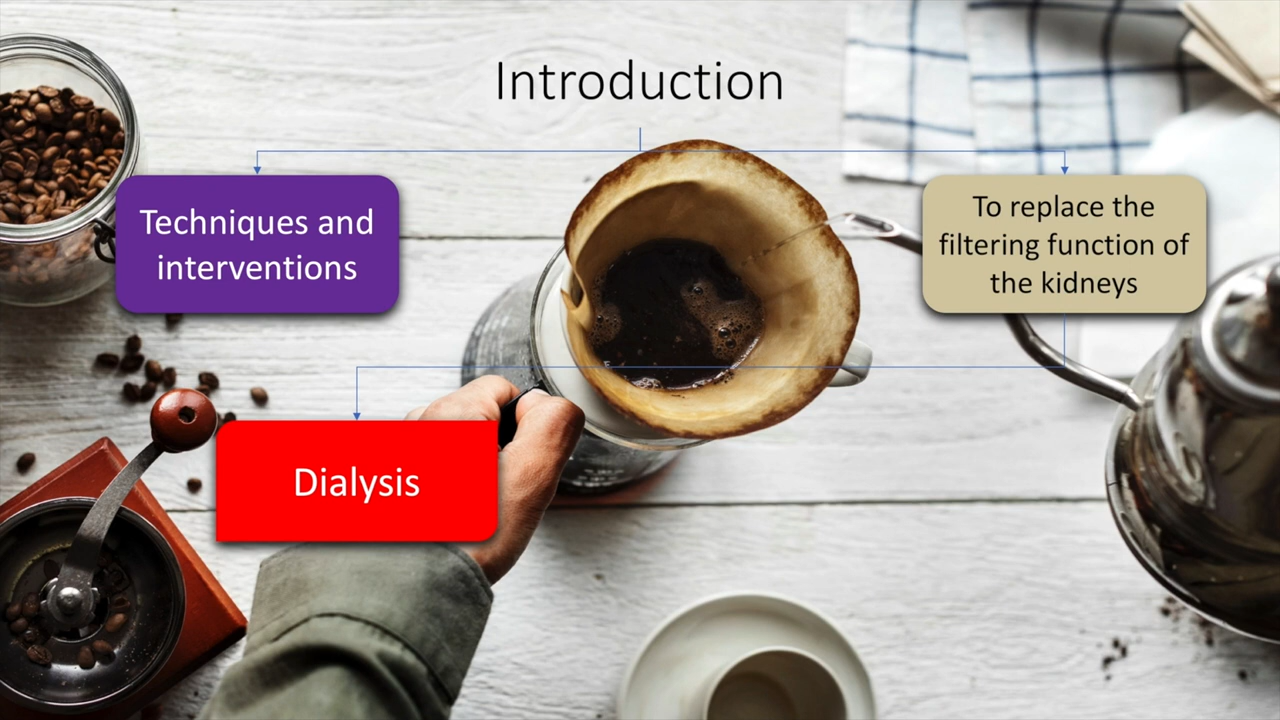 Introduction
Techniques and
interventions
To replace the
filtering function of
the kidneys
Dialysis